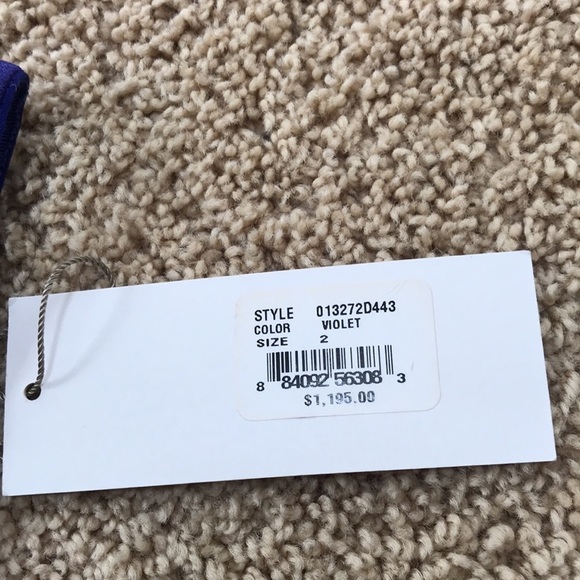 STYLE 013272D443
COLOR VIOLET
SIZE 2
8 84092 56308 3
$1,195.00